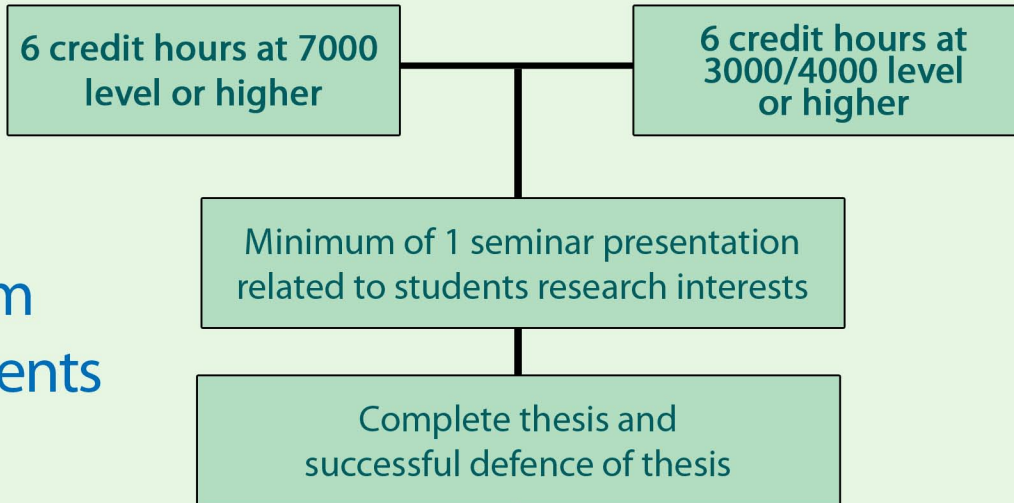 6 credit hours at 7000
level or higher
6 credit hours at
3000/4000 level
or higher
Minimum of 1 seminar presentation
related to students research interests
m
ents
Complete thesis and
successful defence of thesis